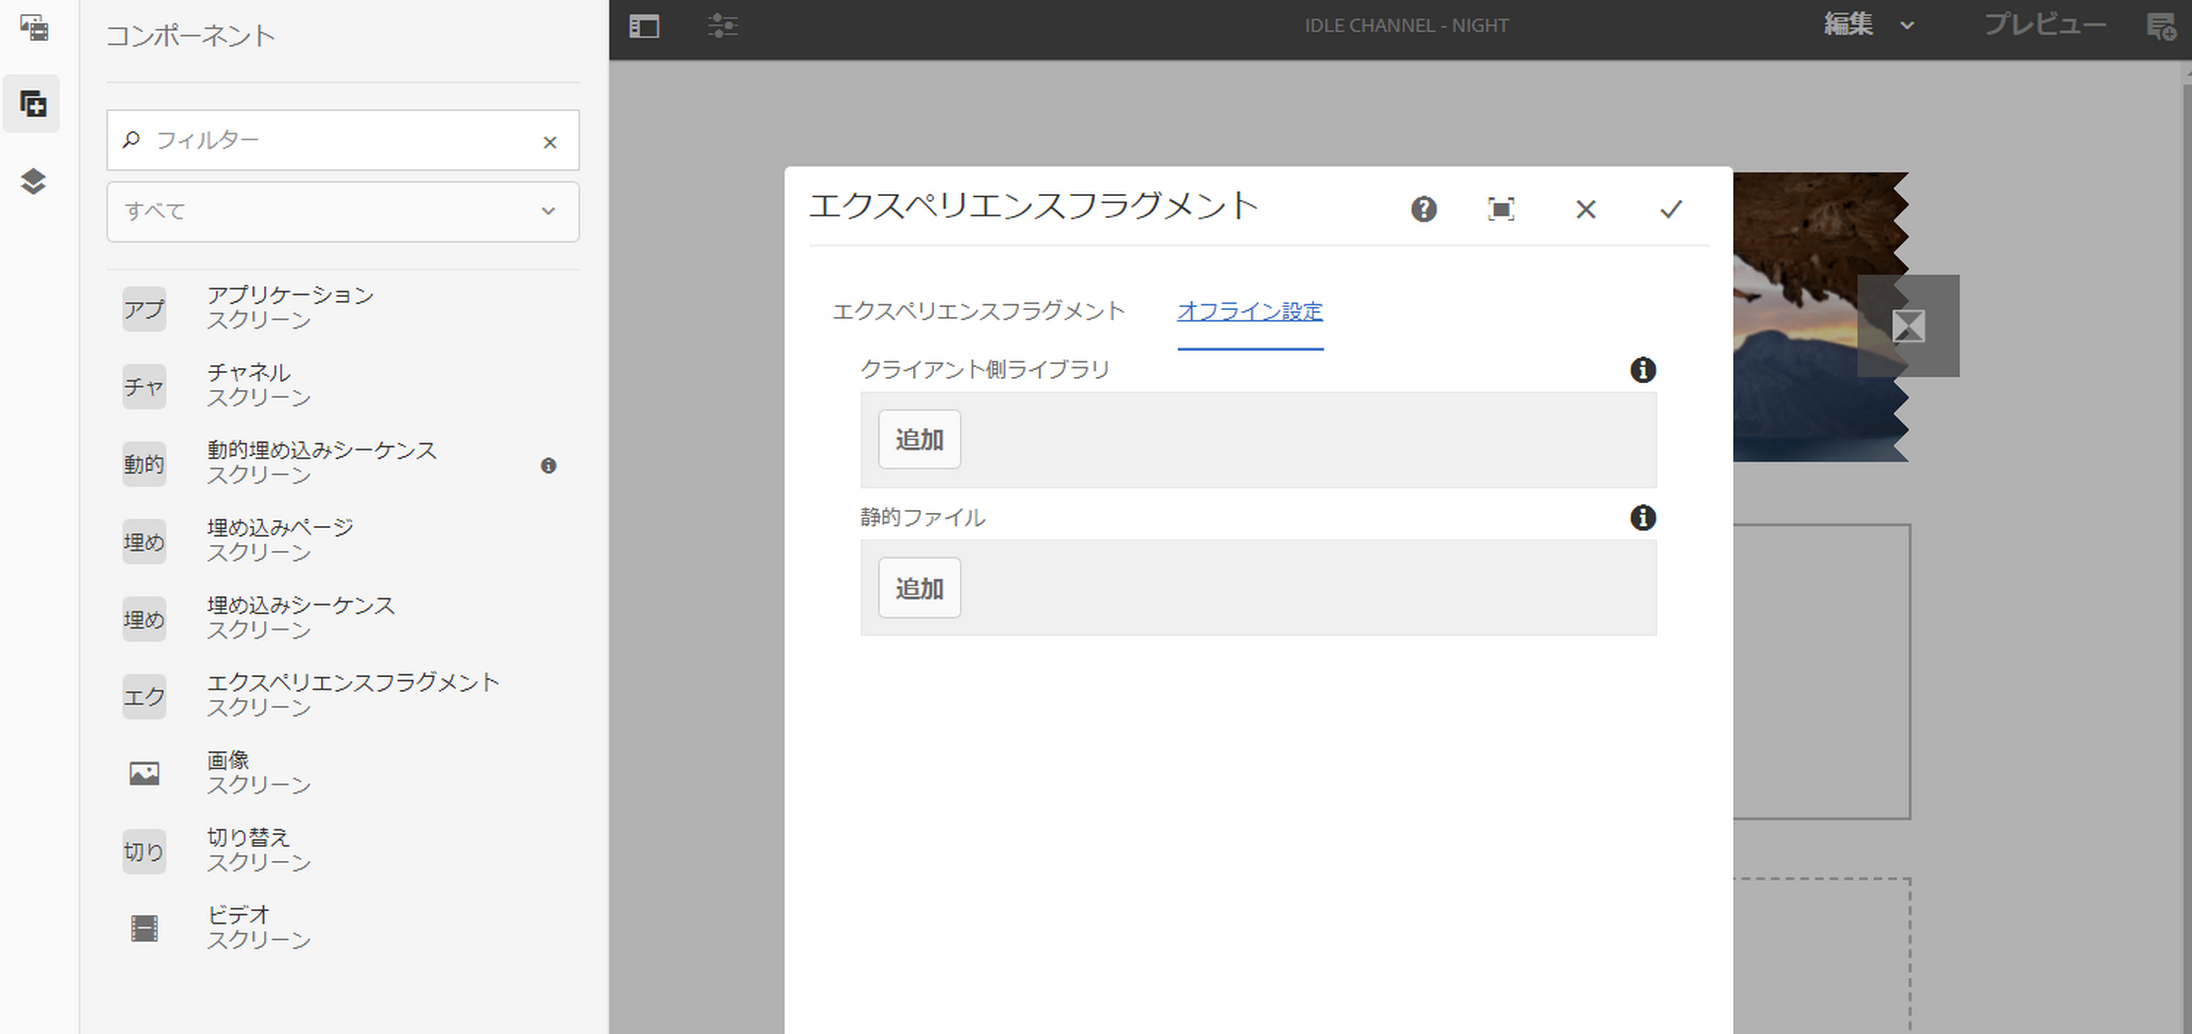 コンポーネント
フィルター
すべて
アプ
アプリケーション
スクリーン
チャ
チャネル
スクリーン
動的
動的埋め込みシーケンス
スクリーン
埋め
埋め込みページ
スクリーン
埋め
埋め込みシーケンス
スクリーン
エク
エクスペリエンスフラグメント
スクリーン
画像
スクリーン
切り
切り替え
スクリーン
ビデオ
スクリーン
IDLE CHANNEL - NIGHT
編集
プレビュー
エクスペリエンスフラグメント
エクスペリエンスフラグメント
オフライン設定
クライアント側ライブラリ
追加
静的ファイル
追加